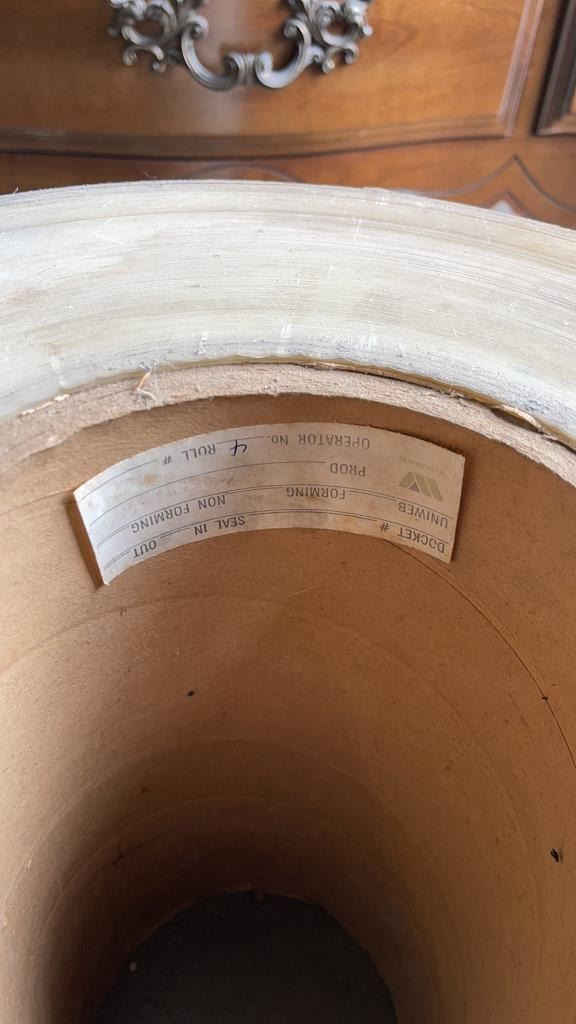 DOCKET # SEAL IN OUT
UNIWEB FORMING NON FORMING
PROD
OPERATOR No. 4 ROLL #